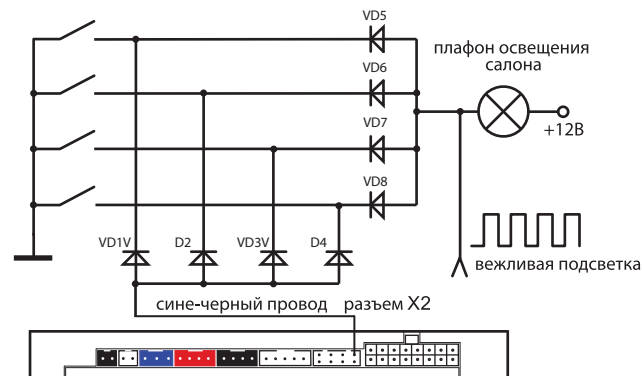 VD5
плафон освещения
салона
VD6
+12В
VD7
VD8
VD1V
D2
VD3V
D4
вежливая подсветка
сине-черный провод разъем X2